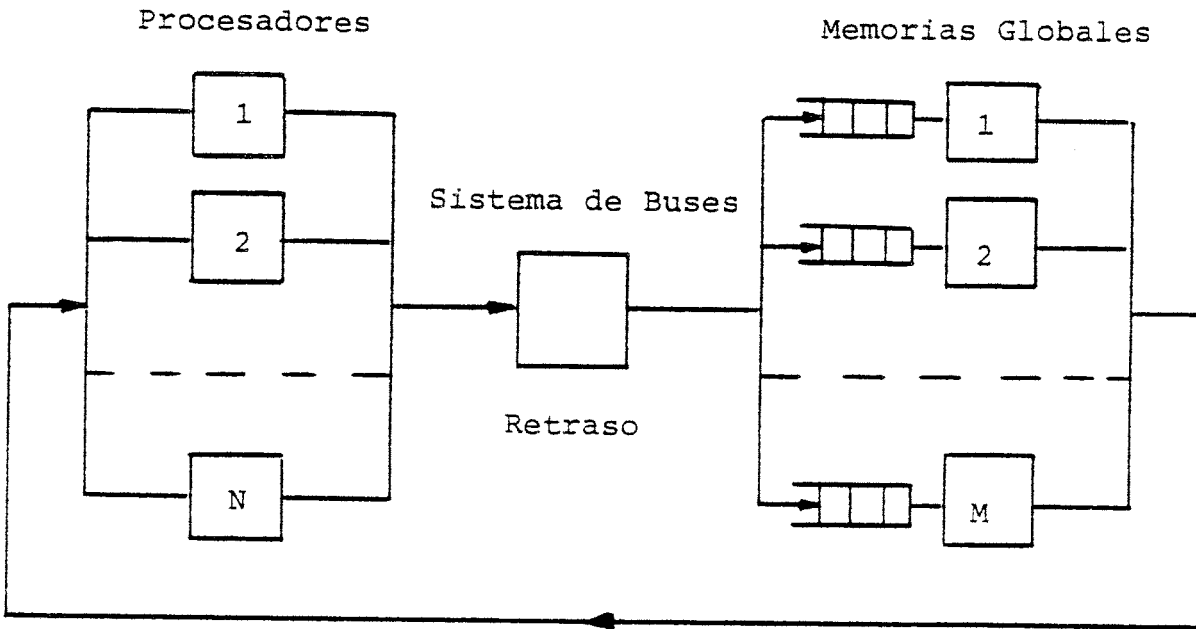 Procesadores
Memorias Globales
1
1
2
Sistema de Buses
2
Retraso
N
M